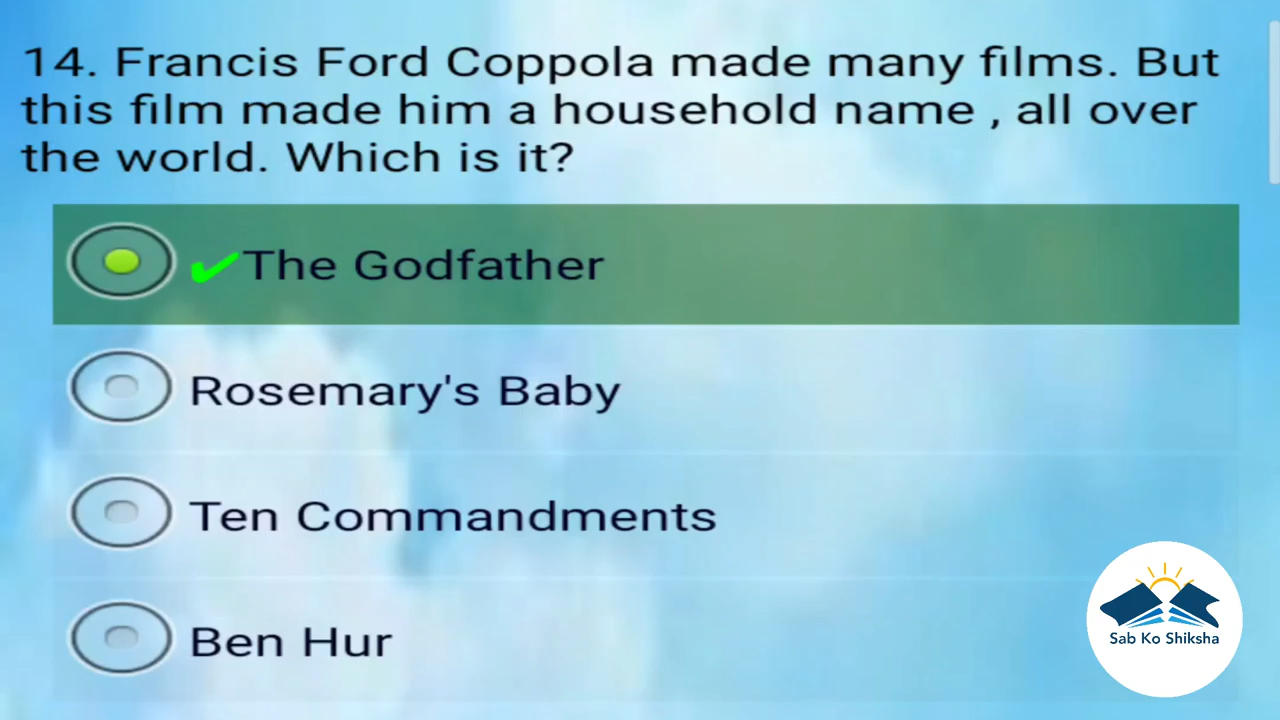 14. Francis Ford Coppola made many films. But
this film made him a household name , all over
the world. Which is it?
✔The Godfather
Rosemary's Baby
Ten Commandments
Ben Hur
Sab Ko Shiksha